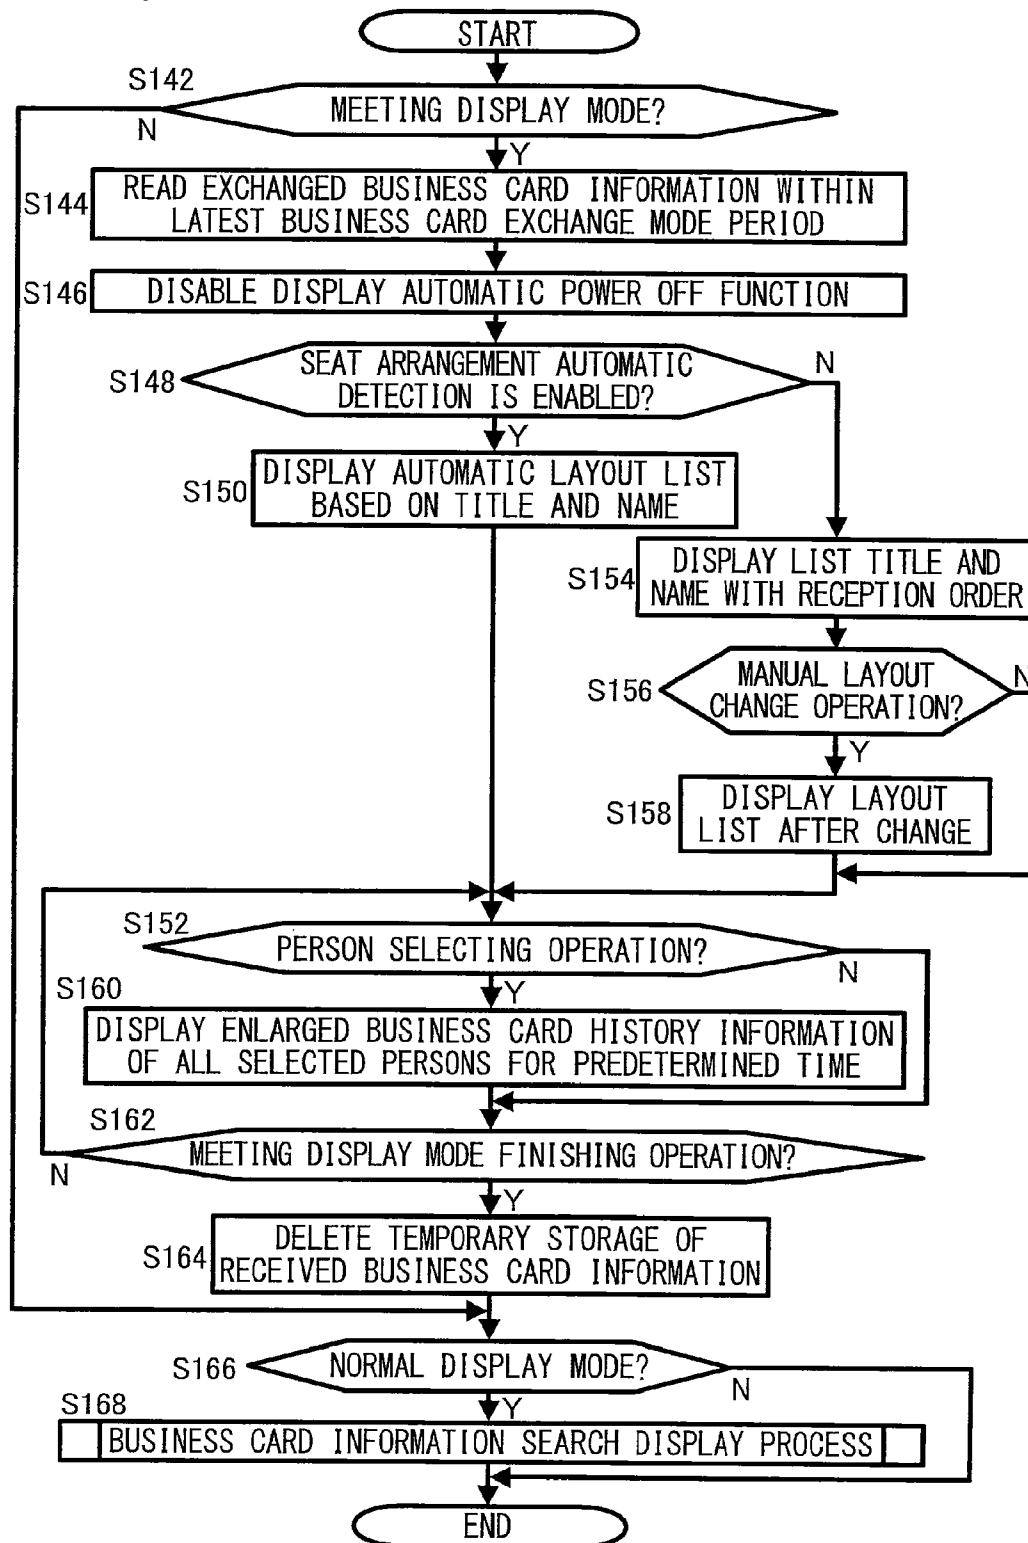 START
S142
MEETING DISPLAY MODE?
N
Y
S144
READ EXCHANGED BUSINESS CARD INFORMATION WITHIN
LATEST BUSINESS CARD EXCHANGE MODE PERIOD
S146
DISABLE DISPLAY AUTOMATIC POWER OFF FUNCTION
S148
SEAT ARRANGEMENT AUTOMATIC
DETECTION IS ENABLED?
N
Y
S150
DISPLAY AUTOMATIC LAYOUT LIST
BASED ON TITLE AND NAME
S154
DISPLAY LIST TITLE AND
NAME WITH RECEPTION ORDER
S156
MANUAL LAYOUT
CHANGE OPERATION?
N
Y
S158
DISPLAY LAYOUT
LIST AFTER CHANGE
S152
PERSON SELECTING OPERATION?
N
Y
S160
DISPLAY ENLARGED BUSINESS CARD HISTORY INFORMATION
OF ALL SELECTED PERSONS FOR PREDETERMINED TIME
S162
MEETING DISPLAY MODE FINISHING OPERATION?
N
Y
S164
DELETE TEMPORARY STORAGE OF
RECEIVED BUSINESS CARD INFORMATION
S166
NORMAL DISPLAY MODE?
N
Y
S168
BUSINESS CARD INFORMATION SEARCH DISPLAY PROCESS
END